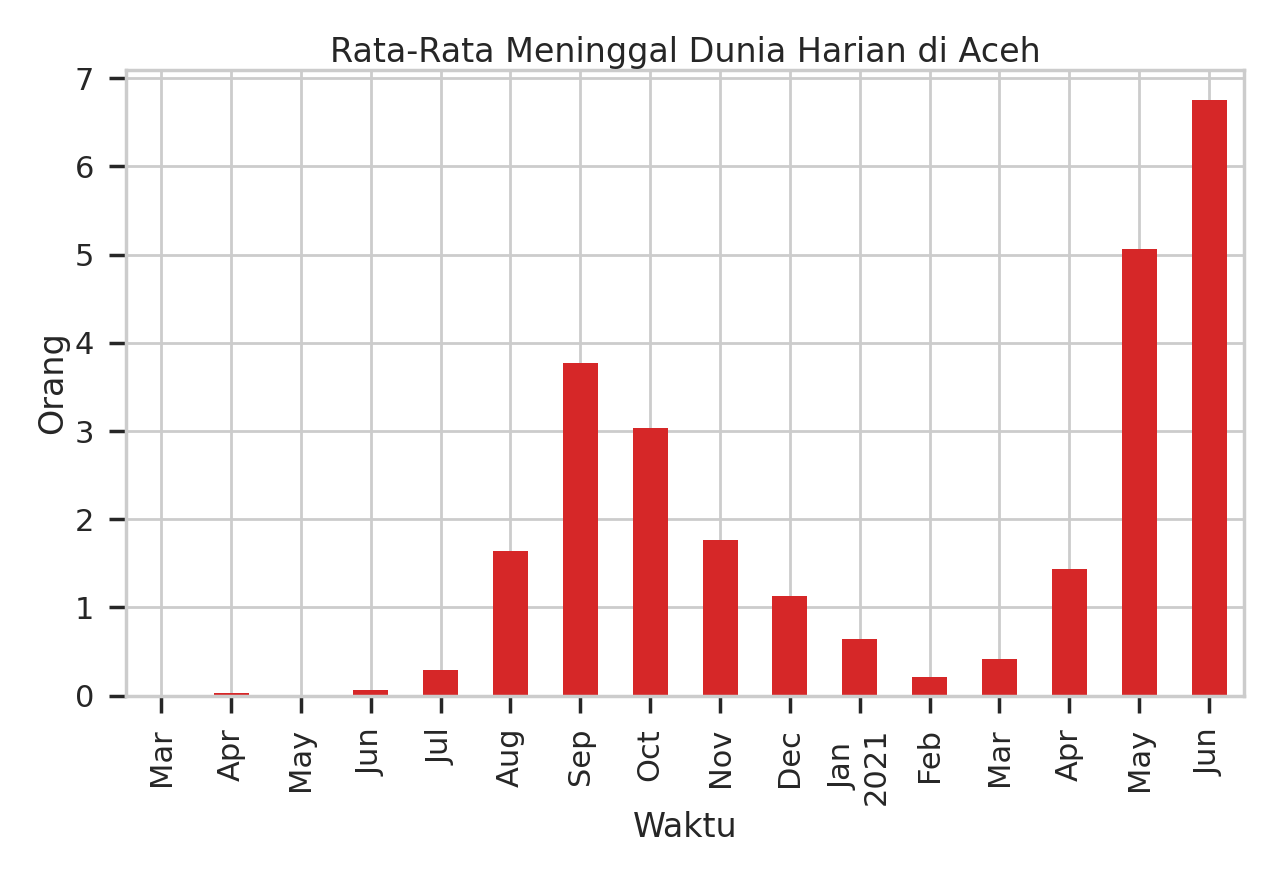 Rata-Rata Meninggal Dunia Harian di Aceh
Orang
7
6
5
4
3
2
1
0
Mar
Apr
May
Jun
Jul
Aug
Sep
Oct
Nov
Dec
Jan
2021
Feb
Mar
Apr
May
Jun
Waktu